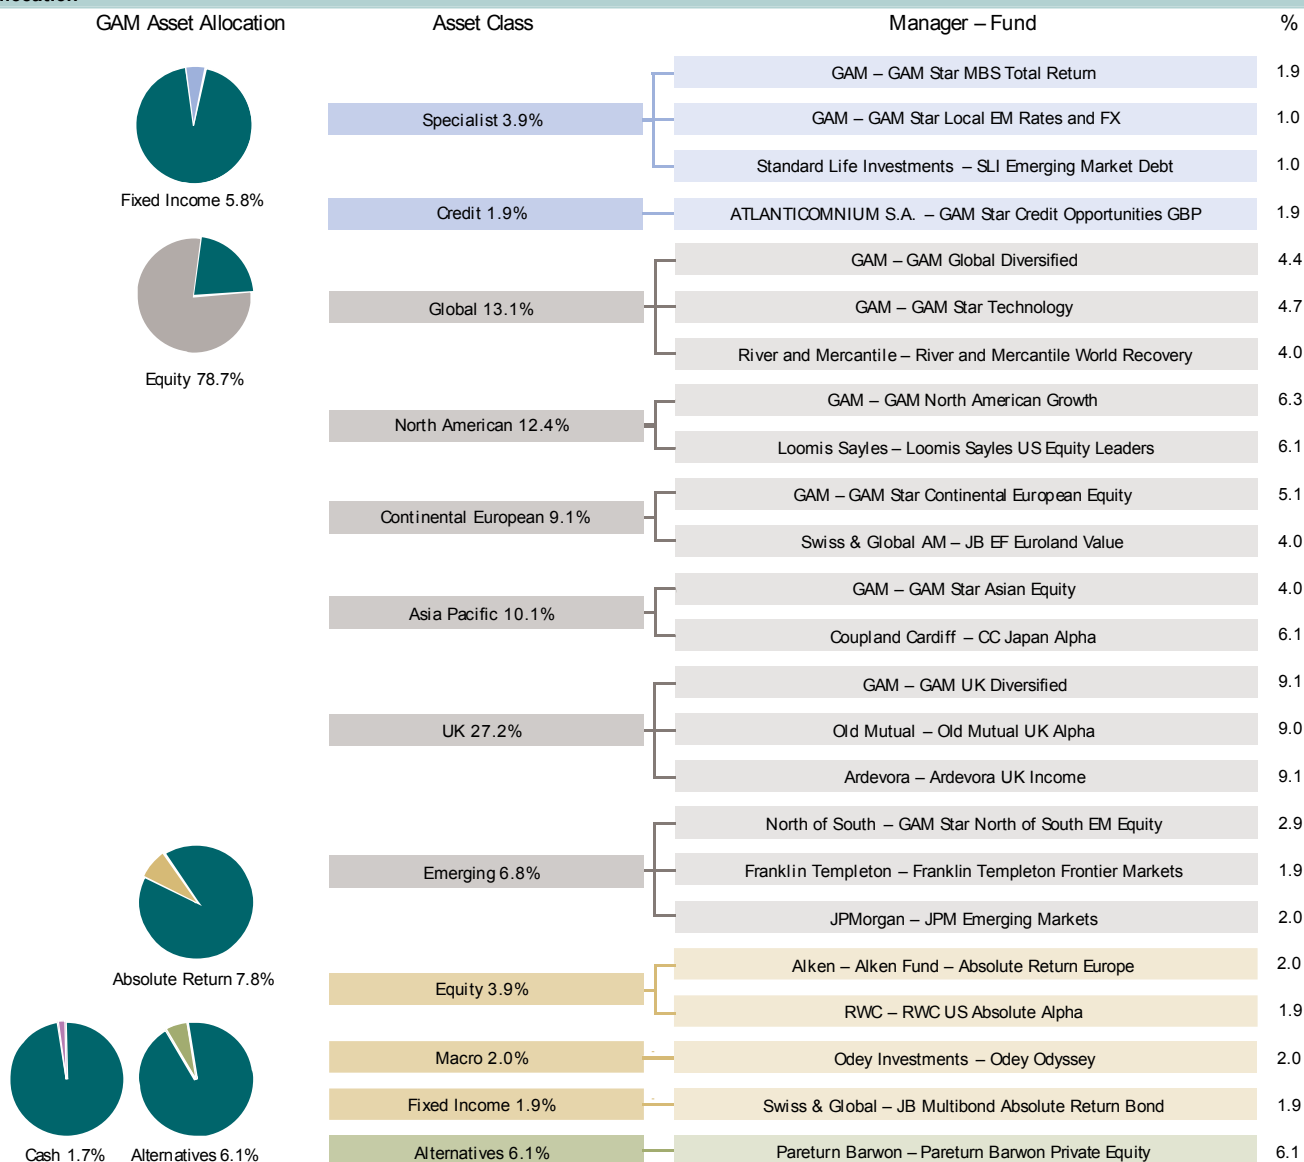 GAM Asset Allocation Asset Class Manager – Fund %
GAM – GAM Star MBS Total Return 1.9
Specialist 3.9% GAM – GAM Star Local EM Rates and FX 1.0
Standard Life Investments – SLI Emerging Market Debt 1.0
Fixed Income 5.8%
Credit 1.9% ATLANTICOMNIUM S.A. – GAM Star Credit Opportunities GBP 1.9
GAM – GAM Global Diversified 4.4
Global 13.1% GAM – GAM Star Technology 4.7
River and Mercantile – River and Mercantile World Recovery 4.0
Equity 78.7%
GAM – GAM North American Growth 6.3
North American 12.4%
Loomis Sayles – Loomis Sayles US Equity Leaders 6.1
GAM – GAM Star Continental European Equity 5.1
Continental European 9.1%
Swiss & Global AM – JB EF Euroland Value 4.0
GAM – GAM Star Asian Equity 4.0
Asia Pacific 10.1%
Coupland Cardiff – CC Japan Alpha 6.1
GAM – GAM UK Diversified 9.1
UK 27.2% Old Mutual – Old Mutual UK Alpha 9.0
Ardevora – Ardevora UK Income 9.1
North of South – GAM Star North of South EM Equity 2.9
Emerging 6.8% Franklin Templeton – Franklin Templeton Frontier Markets 1.9
JPMorgan – JPM Emerging Markets 2.0
Absolute Return 7.8%
Alken – Alken Fund – Absolute Return Europe 2.0
Equity 3.9%
RWC – RWC US Absolute Alpha 1.9
Macro 2.0% Odey Investments – Odey Odyssey 2.0
Fixed Income 1.9% Swiss & Global – JB Multibond Absolute Return Bond 1.9
Cash 1.7% Alternatives 6.1% Alternatives 6.1% Pareturn Barwon – Pareturn Barwon Private Equity 6.1